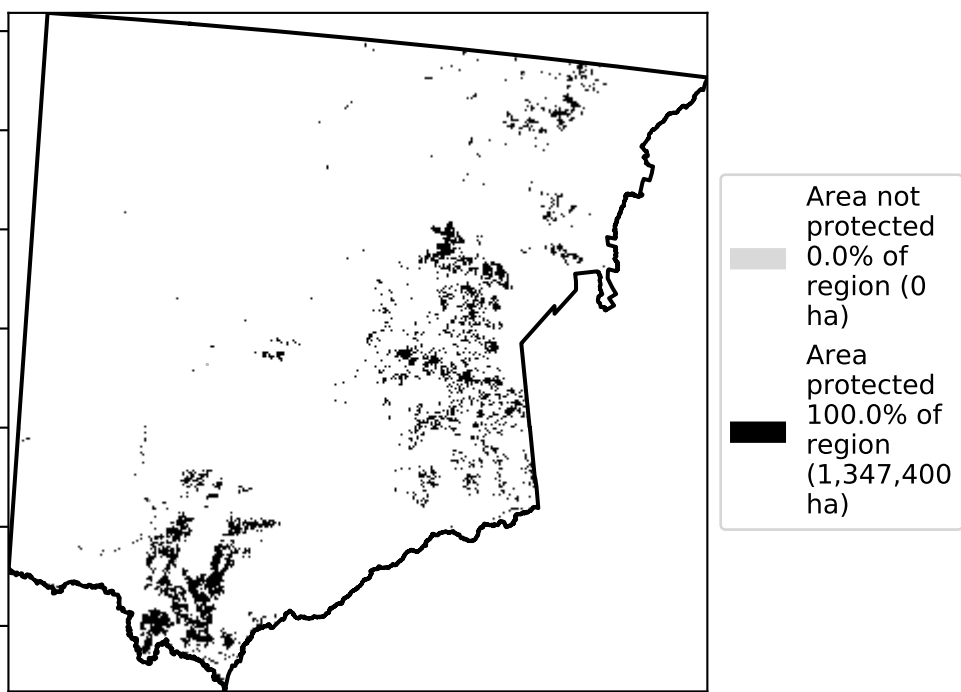 Area not
protected
0.0% of
region (0
ha)
Area
protected
100.0% of
region
(1,347,400
ha)